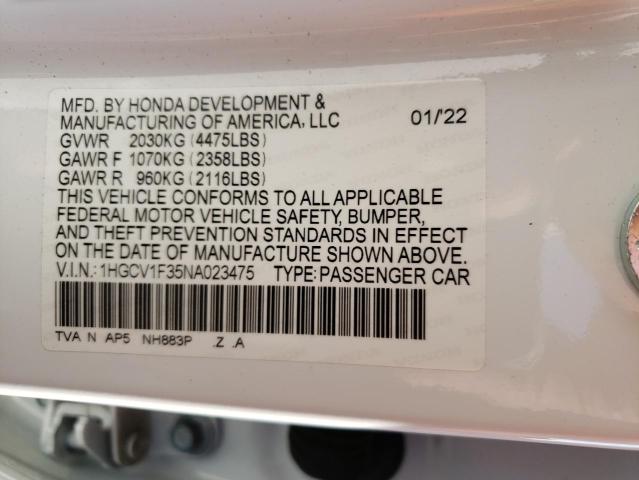 MFD. BY HONDA DEVELOPMENT &
MANUFACTURING OF AMERICA, LLC 01/'22
GVWR 2030KG (4475LBS)
GAWR F 1070KG (2358LBS)
GAWR R 960KG (2116LBS)
THIS VEHICLE CONFORMS TO ALL APPLICABLE
FEDERAL MOTOR VEHICLE SAFETY, BUMPER,
AND THEFT PREVENTION STANDARDS IN EFFECT
ON THE DATE OF MANUFACTURE SHOWN ABOVE.
V.I.N.: 1HGCV1F35NA023475 TYPE: PASSENGER CAR
TVA N AP5 NH883P .Z .A